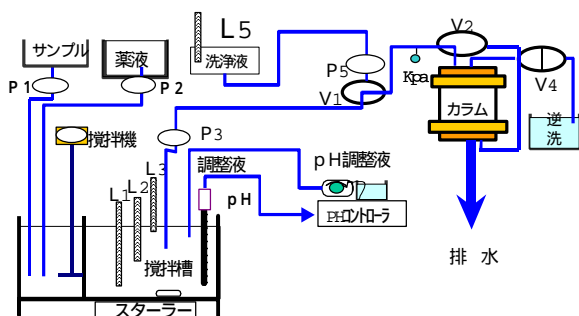 L5
V2
サンプル
薬液
洗浄液
P5
P1
P2
Kpa
V4
V1
カラム
逆
洗
攪拌機
P3
L3
調整液
pH調整液
L2
L1
pH
PHコントローラ
攪拌槽
排 水
スターラー